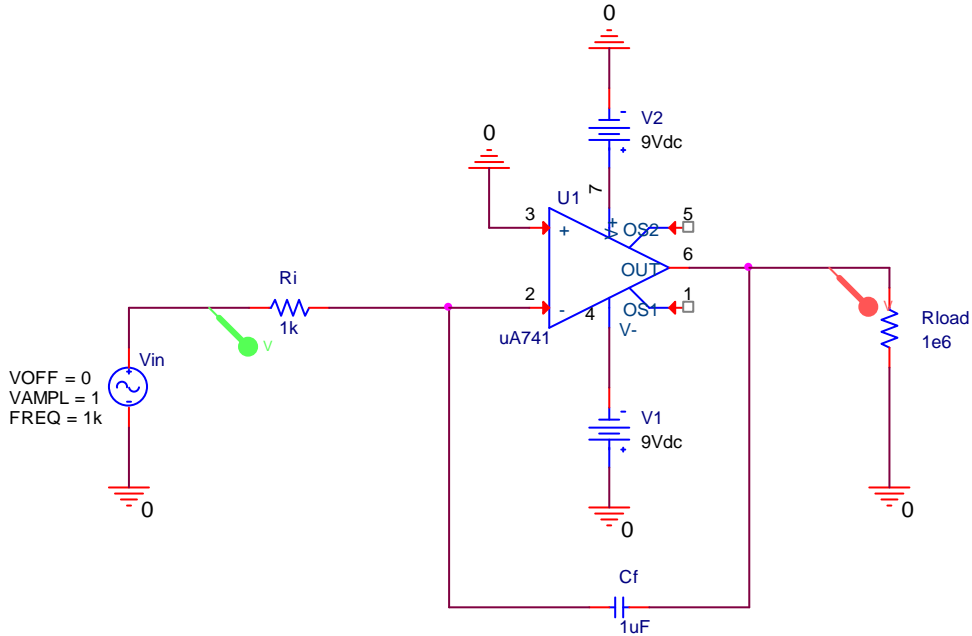 0
-
V2
9Vdc
+
0
7
U1
3
+
V+
OS2
5
OUT
6
2
-
4
OS1
1
V-
uA741
Ri
1k
V
V
Rload
1e6
Vin
+
-
VOFF = 0
VAMPL = 1
FREQ = 1k
-
V1
9Vdc
+
0
0
0
Cf
1uF